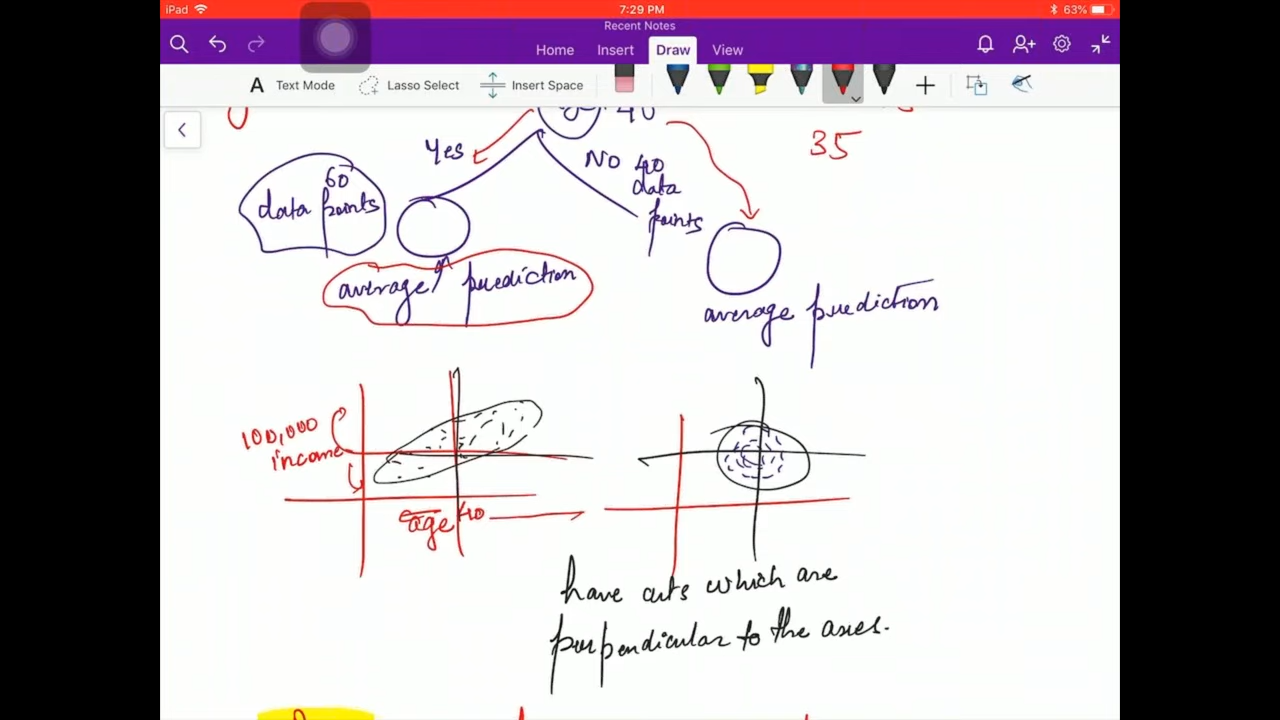 iPad
7:29 PM
63%
Recent Notes
Home Insert Draw View
Text Mode Lasso Select Insert Space
40
35
Yes
No 40
data
points
60
data points
average prediction
average prediction
100,000
income
age 40
have cuts which are
perpendicular to the axes.